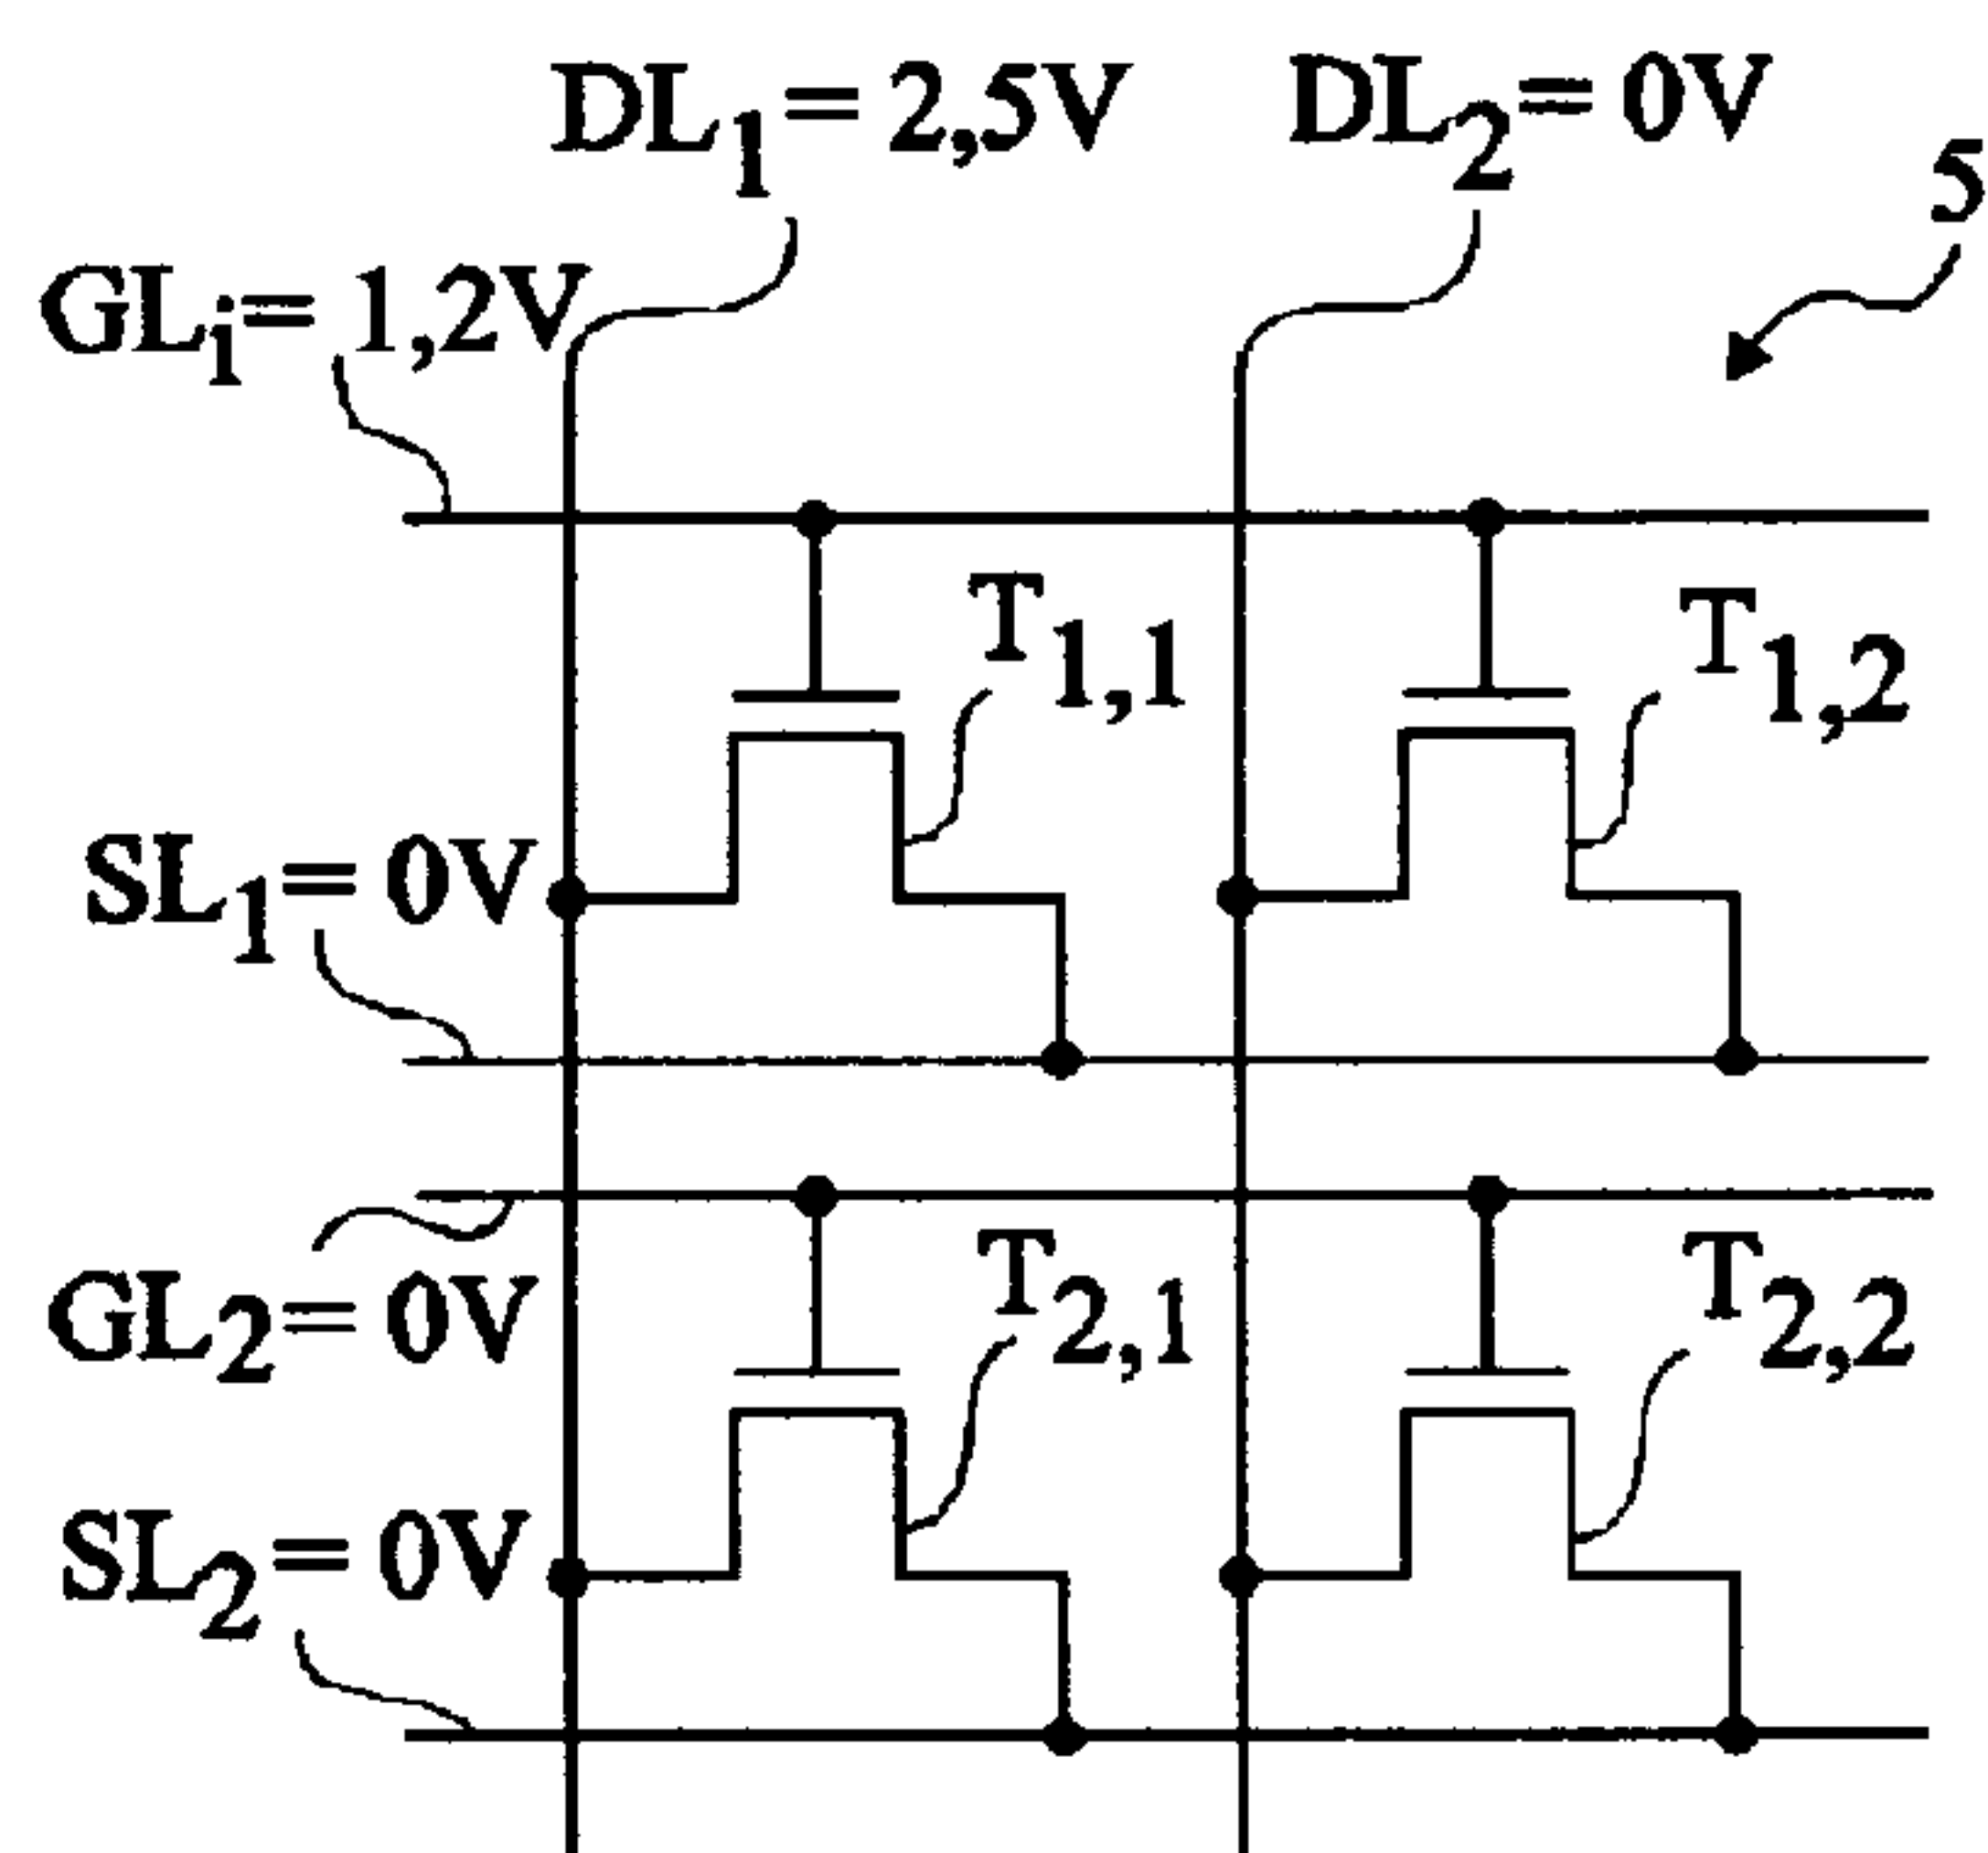 DL1 = 2,5V
DL2 = 0V
5
GLi = 1,2V
T1,1
T1,2
SL1 = 0V
T2,1
T2,2
GL2 = 0V
SL2 = 0V